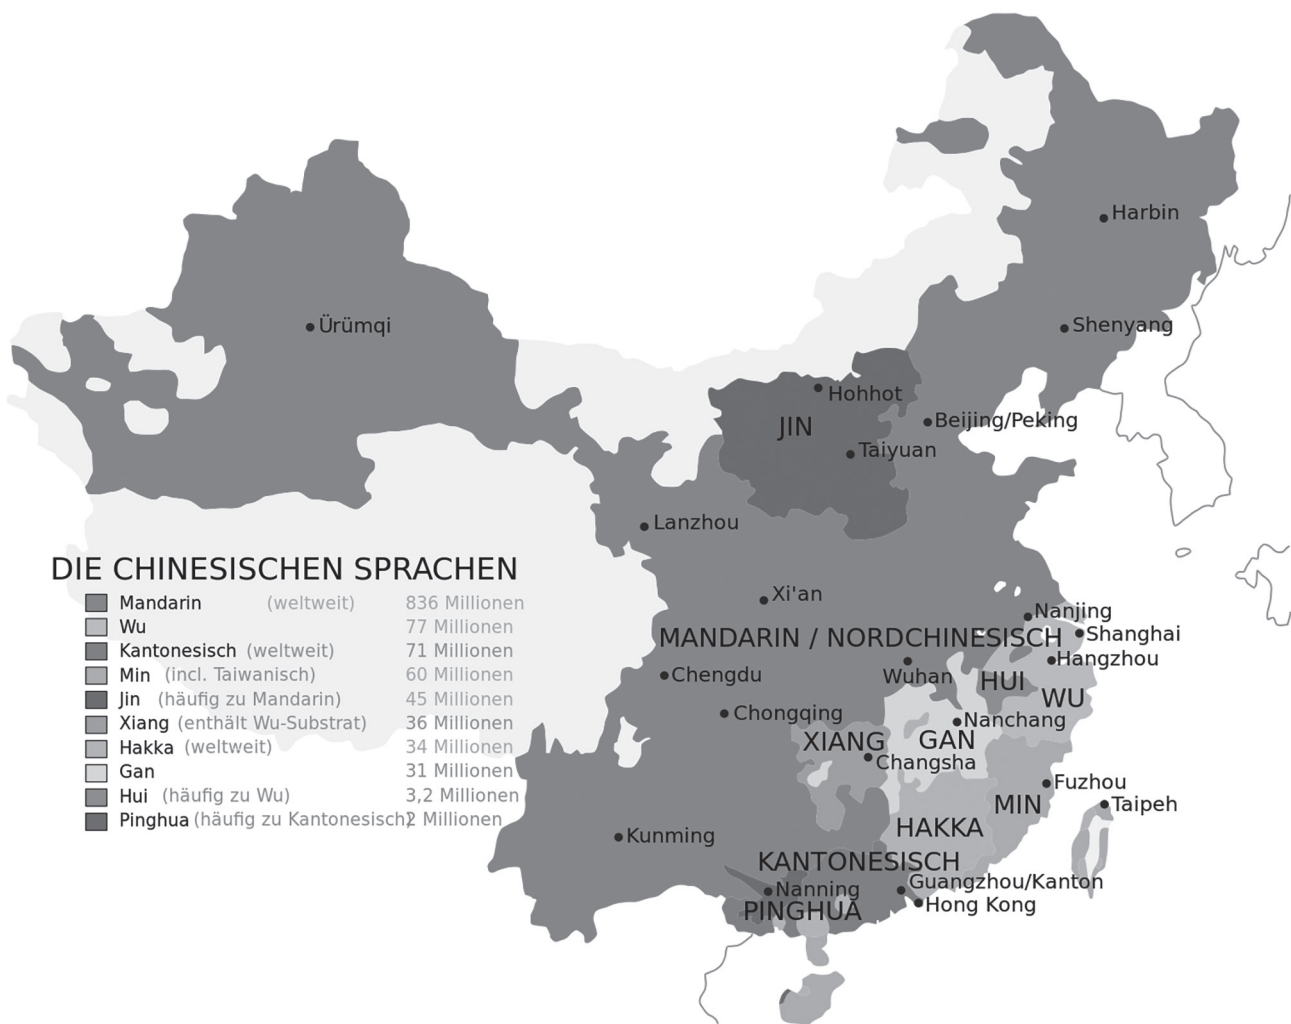 Harbin
Ürümqi
Shenyang
Hohhot
JIN
Beijing/Peking
Taiyuan
Lanzhou
DIE CHINESISCHEN SPRACHEN
Mandarin (weltweit) 836 Millionen
Wu 77 Millionen
Kantonesisch (weltweit) 71 Millionen
Min (incl. Taiwanisch) 60 Millionen
Jin (häufig zu Mandarin) 45 Millionen
Xiang (enthält Wu-Substrat) 36 Millionen
Hakka (weltweit) 34 Millionen
Gan 31 Millionen
Hui (häufig zu Wu) 3,2 Millionen
Pinghua (häufig zu Kantonesisch) 2 Millionen
Xi'an
Nanjing
MANDARIN / NORDCHINESISCH
Shanghai
Hangzhou
Chengdu
Wuhan
HUI
WU
Chongqing
Nanchang
XIANG
GAN
Changsha
Fuzhou
MIN
Taipeh
HAKKA
Kunming
KANTONESISCH
Guangzhou/Kanton
Nanning
Hong Kong
PINGHUA